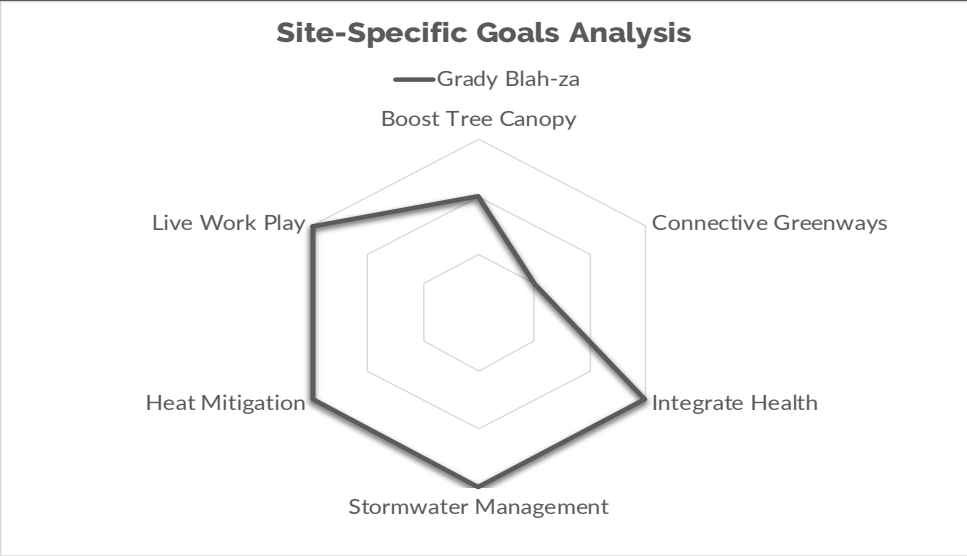 Site-Specific Goals Analysis
Grady Blah-za
Boost Tree Canopy
Live Work Play
Connective Greenways
Heat Mitigation
Integrate Health
Stormwater Management